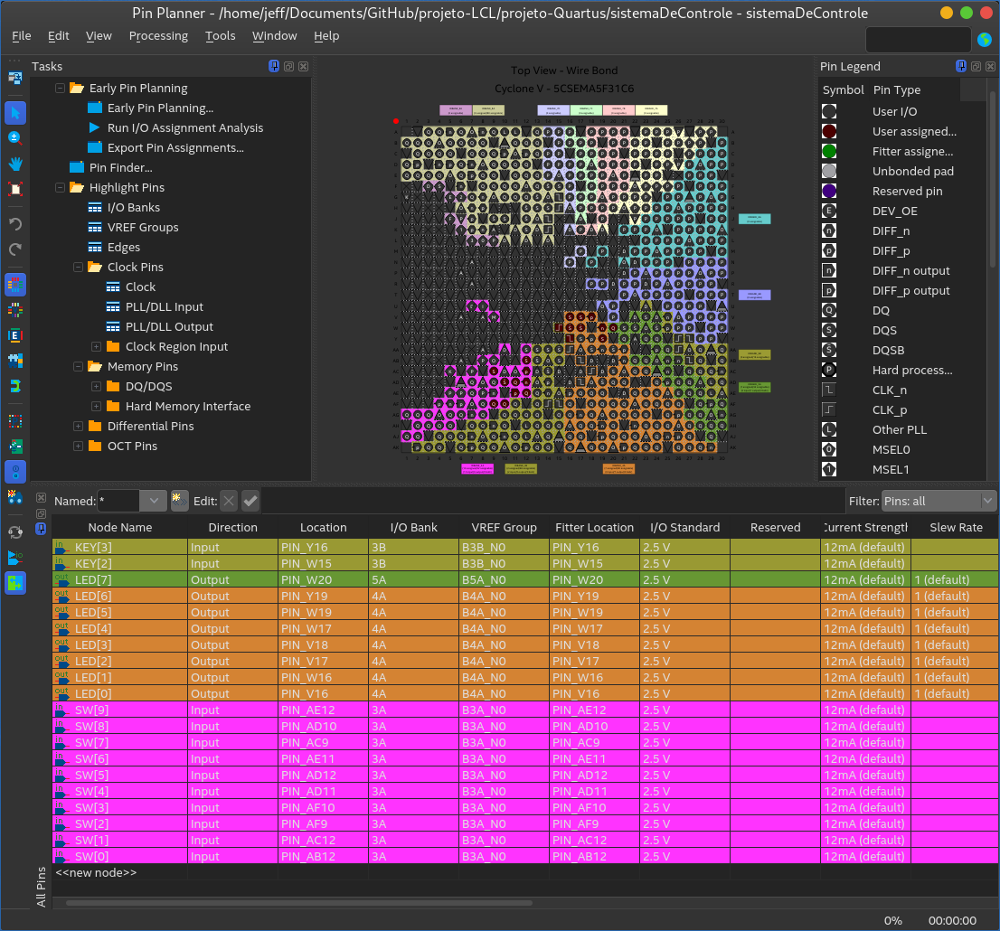 Pin Planner - /home/jeff/Documents/GitHub/projeto-LCL/projeto-Quartus/sistemaDeControle - sistemaDeControle
File Edit View Processing Tools Window Help
Tasks
Early Pin Planning
Early Pin Planning...
Run I/O Assignment Analysis
Export Pin Assignments...
Pin Finder...
Highlight Pins
I/O Banks
VREF Groups
Edges
Clock Pins
Clock
PLL/DLL Input
PLL/DLL Output
Clock Region Input
Memory Pins
DQ/DQS
Hard Memory Interface
Differential Pins
OCT Pins
Top View - Wire Bond
Cyclone V - 5CSEMA5F31C6
Pin Legend
Symbol Pin Type
User I/O
User assigned...
Fitter assigne...
Unbonded pad
Reserved pin
E DEV_OE
n DIFF_n
p DIFF_p
n DIFF_n output
p DIFF_p output
Q DQ
S DQS
S DQSB
P Hard process...
CLK_n
CLK_p
L Other PLL
0 MSEL0
1 MSEL1
Named: * Edit: Filter: Pins: all
Node Name Direction Location I/O Bank VREF Group Fitter Location I/O Standard Reserved Current Strength Slew Rate
in KEY[3] Input PIN_Y16 3B B3B_N0 PIN_Y16 2.5 V 12mA (default)
in KEY[2] Input PIN_W15 3B B3B_N0 PIN_W15 2.5 V 12mA (default)
out LED[7] Output PIN_W20 5A B5A_N0 PIN_W20 2.5 V 12mA (default) 1 (default)
out LED[6] Output PIN_Y19 4A B4A_N0 PIN_Y19 2.5 V 12mA (default) 1 (default)
out LED[5] Output PIN_W19 4A B4A_N0 PIN_W19 2.5 V 12mA (default) 1 (default)
out LED[4] Output PIN_W17 4A B4A_N0 PIN_W17 2.5 V 12mA (default) 1 (default)
out LED[3] Output PIN_V18 4A B4A_N0 PIN_V18 2.5 V 12mA (default) 1 (default)
out LED[2] Output PIN_V17 4A B4A_N0 PIN_V17 2.5 V 12mA (default) 1 (default)
out LED[1] Output PIN_W16 4A B4A_N0 PIN_W16 2.5 V 12mA (default) 1 (default)
out LED[0] Output PIN_V16 4A B4A_N0 PIN_V16 2.5 V 12mA (default) 1 (default)
in SW[9] Input PIN_AE12 3A B3A_N0 PIN_AE12 2.5 V 12mA (default)
in SW[8] Input PIN_AD10 3A B3A_N0 PIN_AD10 2.5 V 12mA (default)
in SW[7] Input PIN_AC9 3A B3A_N0 PIN_AC9 2.5 V 12mA (default)
in SW[6] Input PIN_AE11 3A B3A_N0 PIN_AE11 2.5 V 12mA (default)
in SW[5] Input PIN_AD12 3A B3A_N0 PIN_AD12 2.5 V 12mA (default)
in SW[4] Input PIN_AD11 3A B3A_N0 PIN_AD11 2.5 V 12mA (default)
in SW[3] Input PIN_AF10 3A B3A_N0 PIN_AF10 2.5 V 12mA (default)
in SW[2] Input PIN_AF9 3A B3A_N0 PIN_AF9 2.5 V 12mA (default)
in SW[1] Input PIN_AC12 3A B3A_N0 PIN_AC12 2.5 V 12mA (default)
in SW[0] Input PIN_AB12 3A B3A_N0 PIN_AB12 2.5 V 12mA (default)
<<new node>>
All Pins
0% 00:00:00